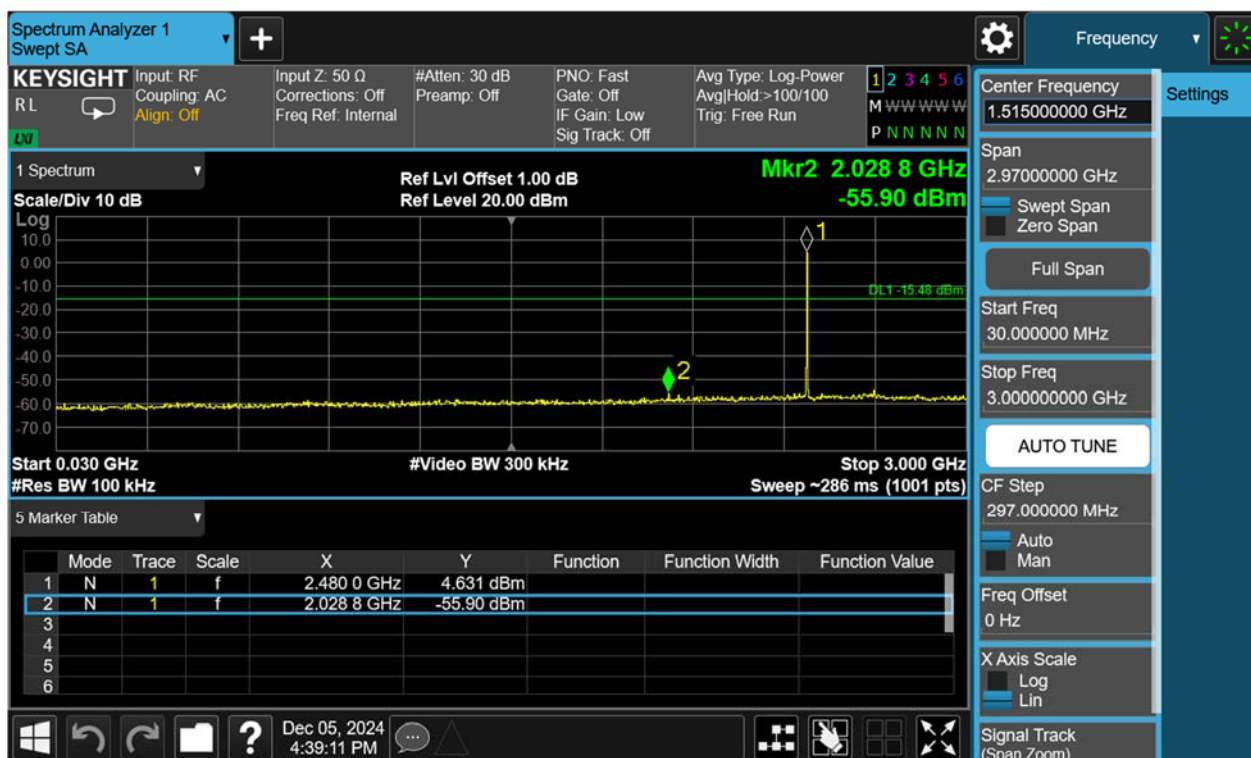 Spectrum Analyzer 1
Swept SA
Frequency
KEYSIGHT
R L
LXI
Input: RF
Coupling: AC
Align: Off
Input Z: 50 Ω
Corrections: Off
Freq Ref: Internal
#Atten: 30 dB
Preamp: Off
PNO: Fast
Gate: Off
IF Gain: Low
Sig Track: Off
Avg Type: Log-Power
Avg|Hold:>100/100
Trig: Free Run
1 2 3 4 5 6
M W W W W W
P N N N N N
1 Spectrum
Scale/Div 10 dB
Ref Lvl Offset 1.00 dB
Ref Level 20.00 dBm
Mkr2 2.028 8 GHz
-55.90 dBm
Log
10.0
0.00
-10.0
-20.0
-30.0
-40.0
-50.0
-60.0
-70.0
1
DL1 -15.48 dBm
2
Start 0.030 GHz
#Video BW 300 kHz
Stop 3.000 GHz
#Res BW 100 kHz
Sweep ~286 ms (1001 pts)
5 Marker Table
Mode Trace Scale X Y Function Function Width Function Value
1 N 1 f 2.480 0 GHz 4.631 dBm
2 N 1 f 2.028 8 GHz -55.90 dBm
3
4
5
6
Dec 05, 2024
4:39:11 PM
Center Frequency
1.515000000 GHz
Settings
Span
2.97000000 GHz
Swept Span
Zero Span
Full Span
Start Freq
30.000000 MHz
Stop Freq
3.000000000 GHz
AUTO TUNE
CF Step
297.000000 MHz
Auto
Man
Freq Offset
0 Hz
X Axis Scale
Log
Lin
Signal Track
(Span Zoom)